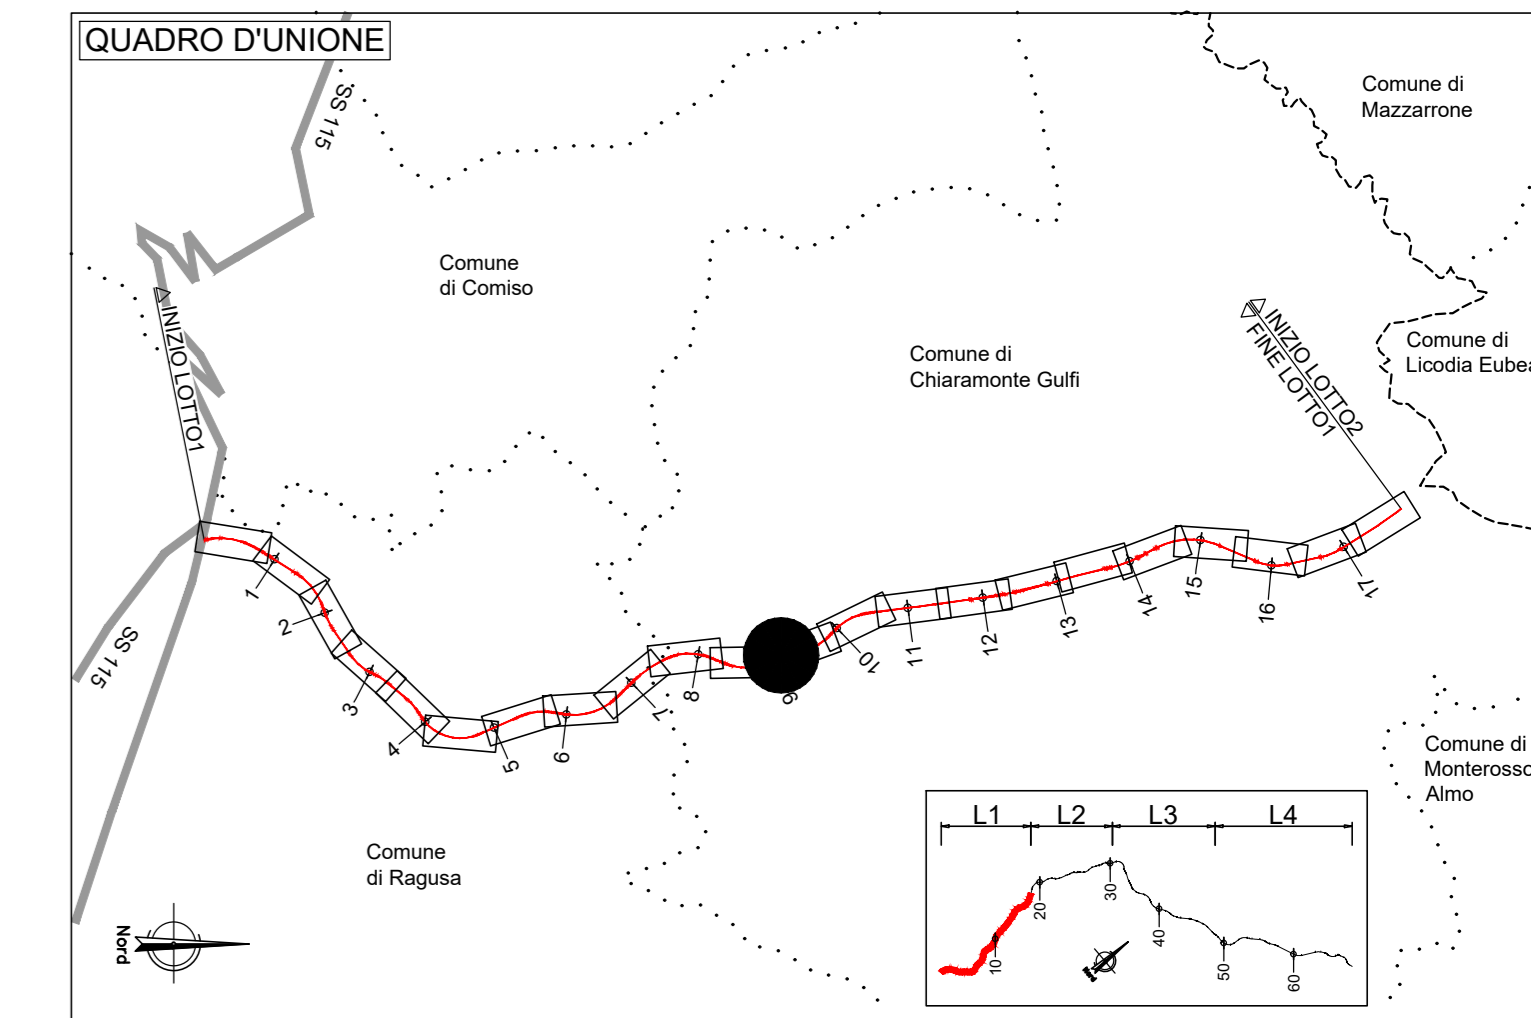 QUADRO D'UNIONE
SS 115
Comune di
Mazzarrone
Comune
di Comiso
INIZIO LOTTO1
INIZIO LOTTO2
FINE LOTTO1
Comune di
Chiaramonte Gulfi
Comune di
Licodia Eubea
1
2
3
4
5
6
7
8
9
10
11
12
13
14
15
16
17
SS 115
Comune di
Monterosso
Almo
Comune
di Ragusa
Nord
L1 L2 L3 L4
10
20
30
40
50
60